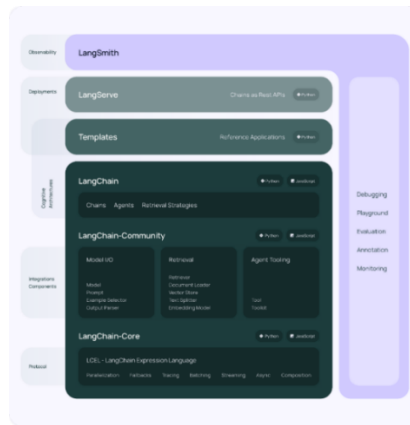 Observability
LangSmith
Deployments
LangServe
Chains as Rest APIs
Python
Templates
Reference Applications
Python
Cognitive
Architectures
LangChain
Python
JavaScript
Chains Agents Retrieval Strategies
Debugging
Playground
Evaluation
Annotation
Monitoring
LangChain-Community
Python
JavaScript
Integrations
Components
Model I/O
Model
Prompt
Example Selector
Output Parser
Retrieval
Retriever
Document Loader
Vector Store
Text Splitter
Embedding Model
Agent Tooling
Tool
Toolkit
LangChain-Core
Python
JavaScript
Protocol
LCEL - LangChain Expression Language
Parallelization Fallbacks Tracing Batching Streaming Async Composition